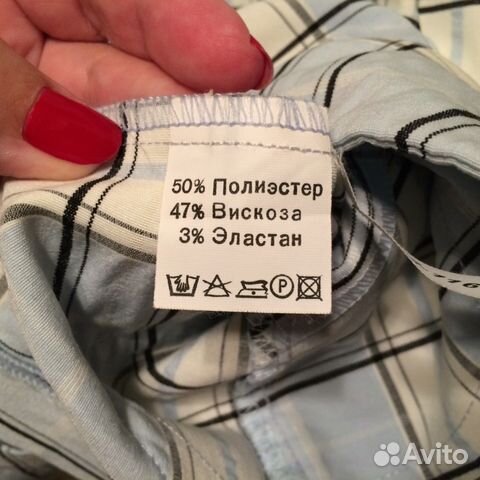 50% Полиэстер
47% Вискоза
3% Эластан
P
Avito